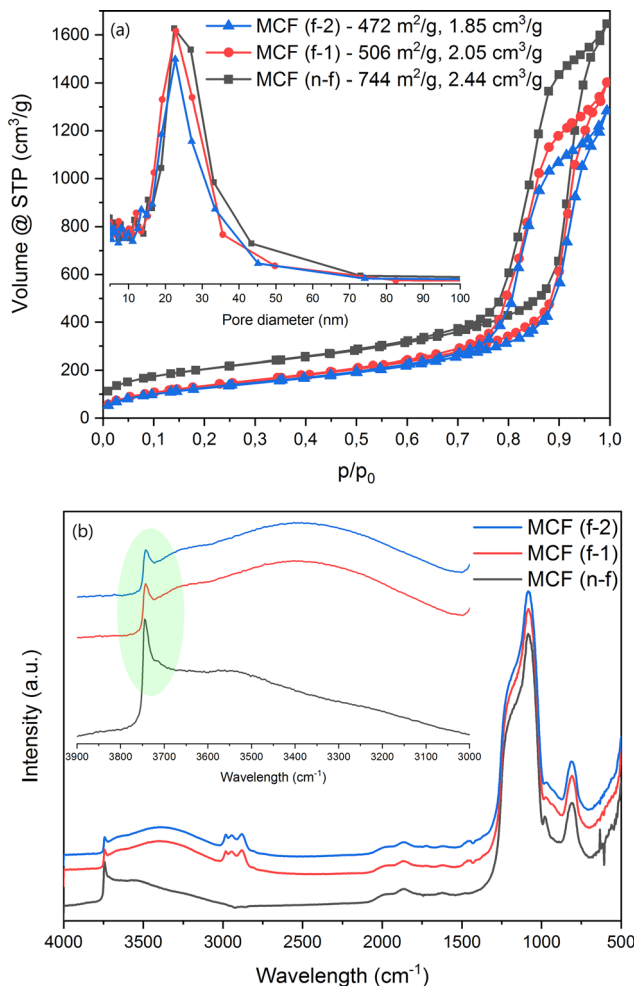 (a)
MCF (f-2) - 472 m²/g, 1.85 cm³/g
MCF (f-1) - 506 m²/g, 2.05 cm³/g
MCF (n-f) - 744 m²/g, 2.44 cm³/g
Volume @ STP (cm³/g)
1600
1400
1200
1000
800
600
400
200
0
10 20 30 40 50 60 70 80 90 100
Pore diameter (nm)
0,0 0,1 0,2 0,3 0,4 0,5 0,6 0,7 0,8 0,9 1,0
p/p₀
(b)
MCF (f-2)
MCF (f-1)
MCF (n-f)
Intensity (a.u.)
3900 3800 3700 3600 3500 3400 3300 3200 3100 3000
Wavelength (cm⁻¹)
4000 3500 3000 2500 2000 1500 1000 500
Wavelength (cm⁻¹)